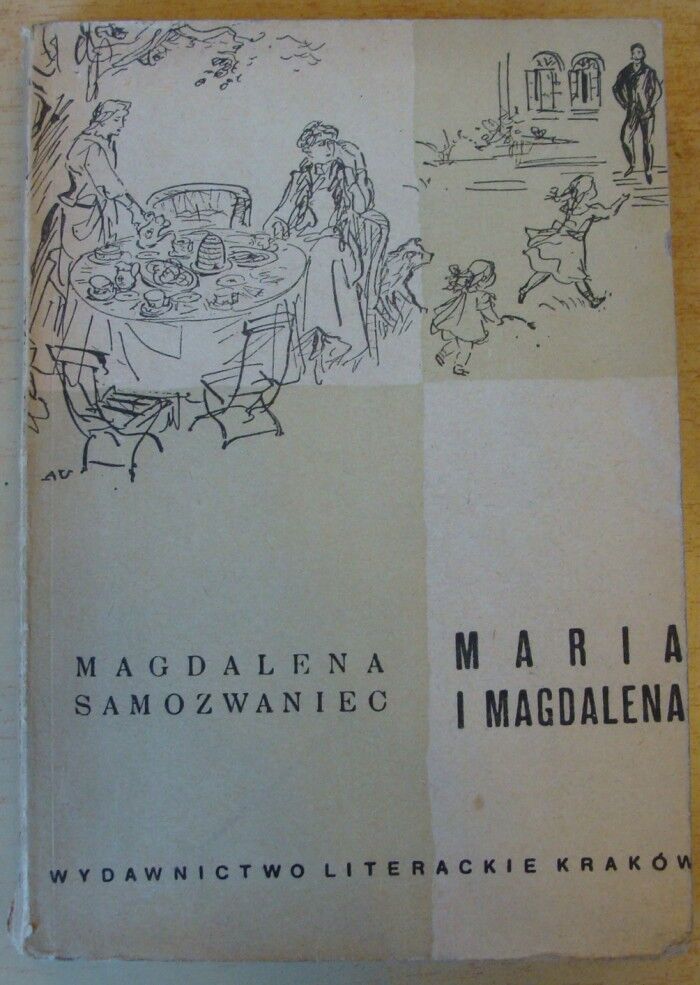 MAGDALENA
SAMOZWANIEC
MARIA
I MAGDALENA
WYDAWNICTWO LITERACKIE KRAKÓW